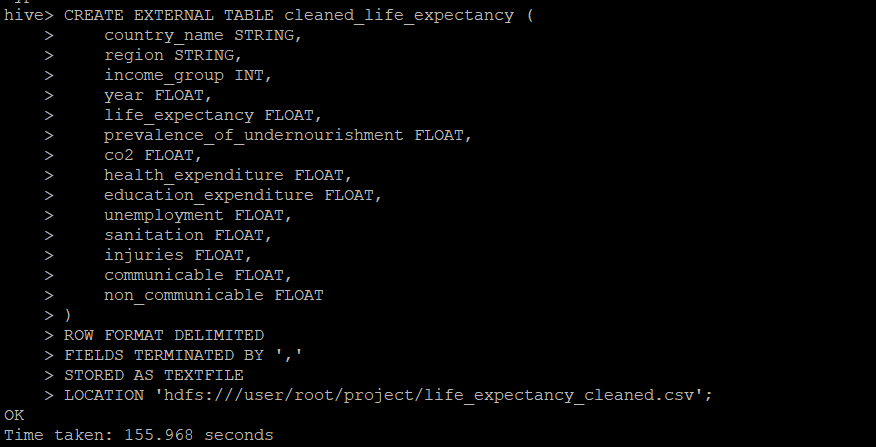 hive> CREATE EXTERNAL TABLE cleaned_life_expectancy (
    >     country_name STRING,
    >     region STRING,
    >     income_group INT,
    >     year FLOAT,
    >     life_expectancy FLOAT,
    >     prevalence_of_undernourishment FLOAT,
    >     co2 FLOAT,
    >     health_expenditure FLOAT,
    >     education_expenditure FLOAT,
    >     unemployment FLOAT,
    >     sanitation FLOAT,
    >     injuries FLOAT,
    >     communicable FLOAT,
    >     non_communicable FLOAT
    > )
    > ROW FORMAT DELIMITED
    > FIELDS TERMINATED BY ','
    > STORED AS TEXTFILE
    > LOCATION 'hdfs:///user/root/project/life_expectancy_cleaned.csv';
OK
Time taken: 155.968 seconds